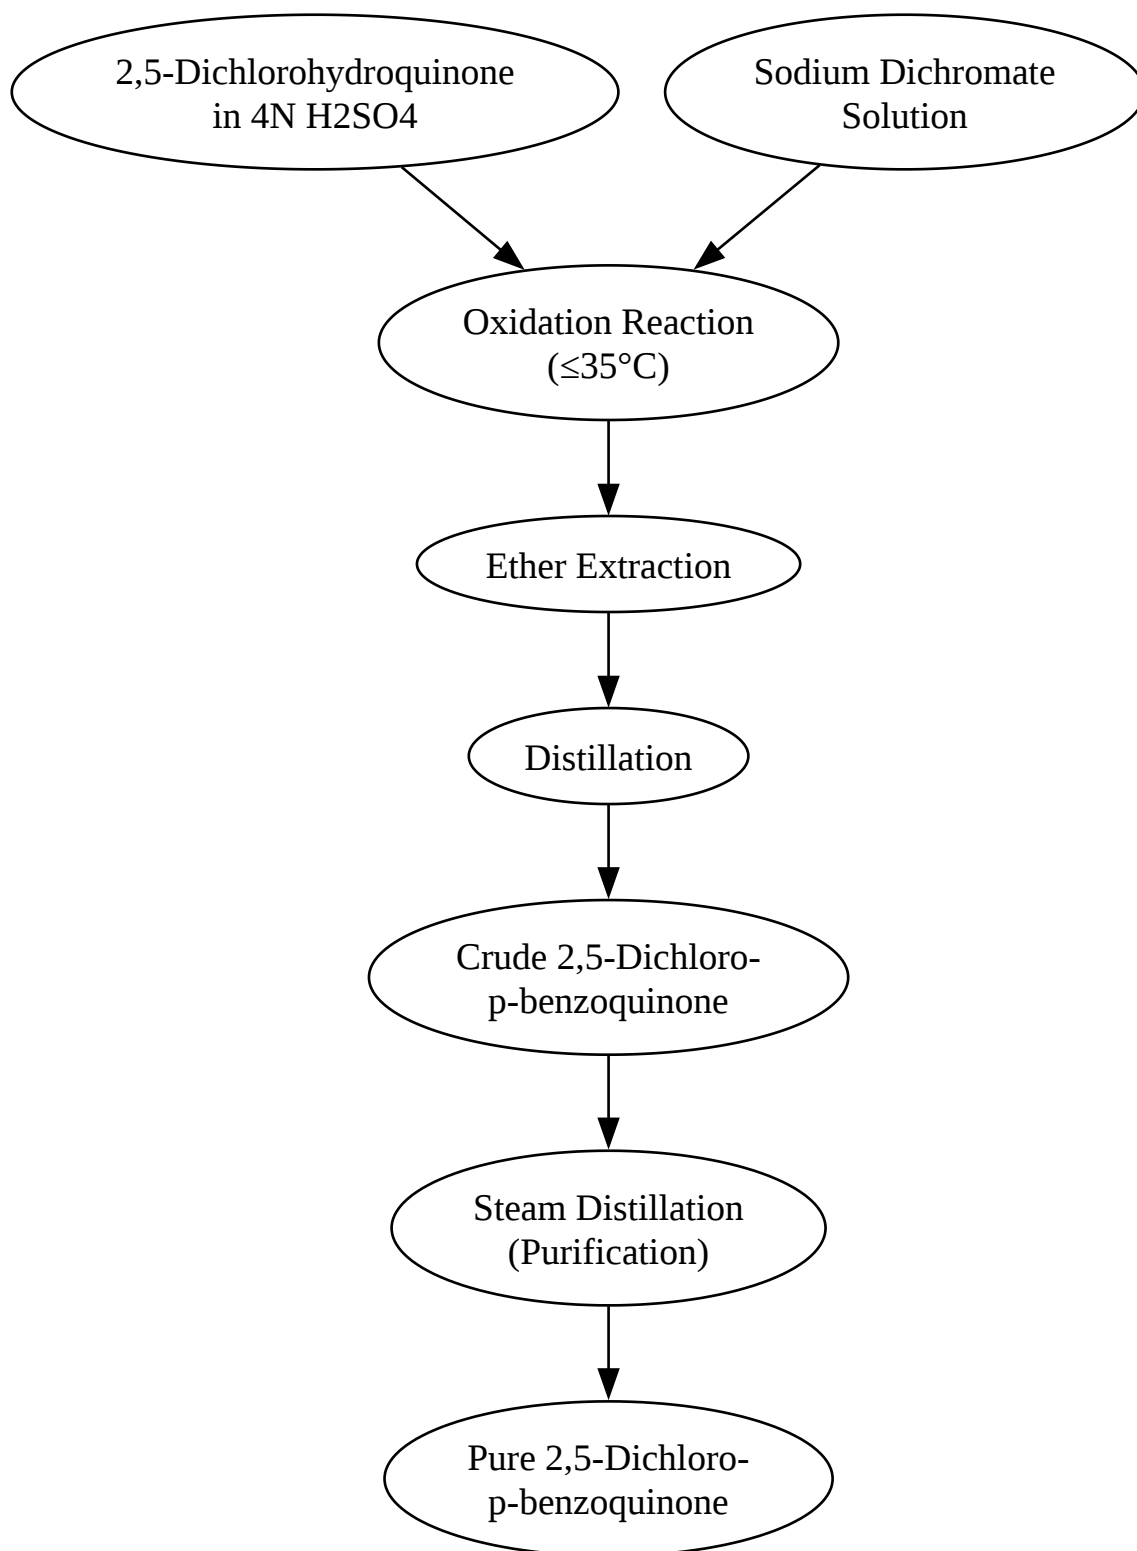 2,5-Dichlorohydroquinone
in 4N H2SO4
Sodium Dichromate
Solution
Oxidation Reaction
(≤35°C)
Ether Extraction
Distillation
Crude 2,5-Dichloro-
p-benzoquinone
Steam Distillation
(Purification)
Pure 2,5-Dichloro-
p-benzoquinone